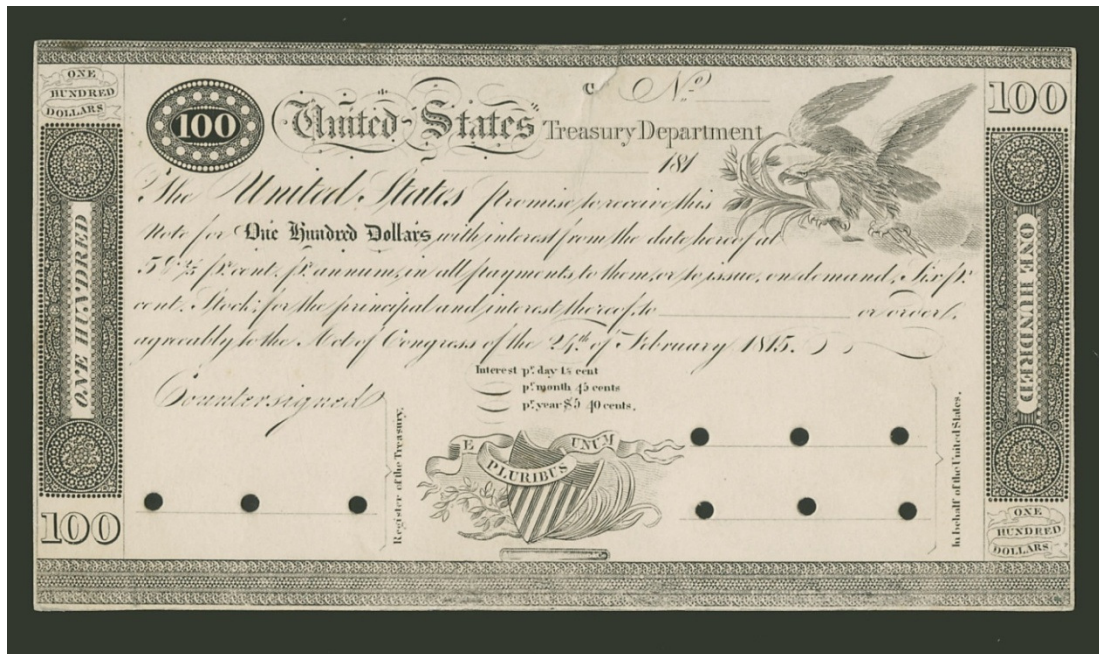 ONE
HUNDRED
DOLLARS
100
United States Treasury Department
No
100
181
The United States promise to receive this
Note for One Hundred Dollars, with interest from the date hereof at
5 2/5 pr. cent. pr. annum, in all payments to them, or to issue, on demand, Six pr.
cent. Stock; for the principal and interest thereof, to or order,
agreeably to the Act of Congress of the 24th of February 1815.
Interest pr. day 1½ cent
pr. month 45 cents
pr. year $5 40 cents.
Countersigned
Register of the Treasury.
E PLURIBUS UNUM
In behalf of the United States.
ONE HUNDRED
ONE HUNDRED
100
ONE
HUNDRED
DOLLARS